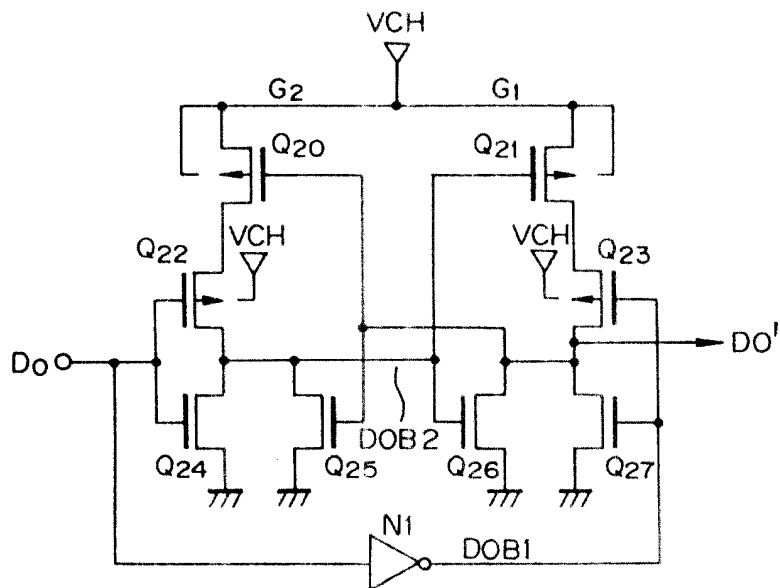 VCH
G2 G1
Q20 Q21
Q22 VCH VCH Q23
Do DO'
DOB2
Q24 Q25 Q26 Q27
N1 DOB1